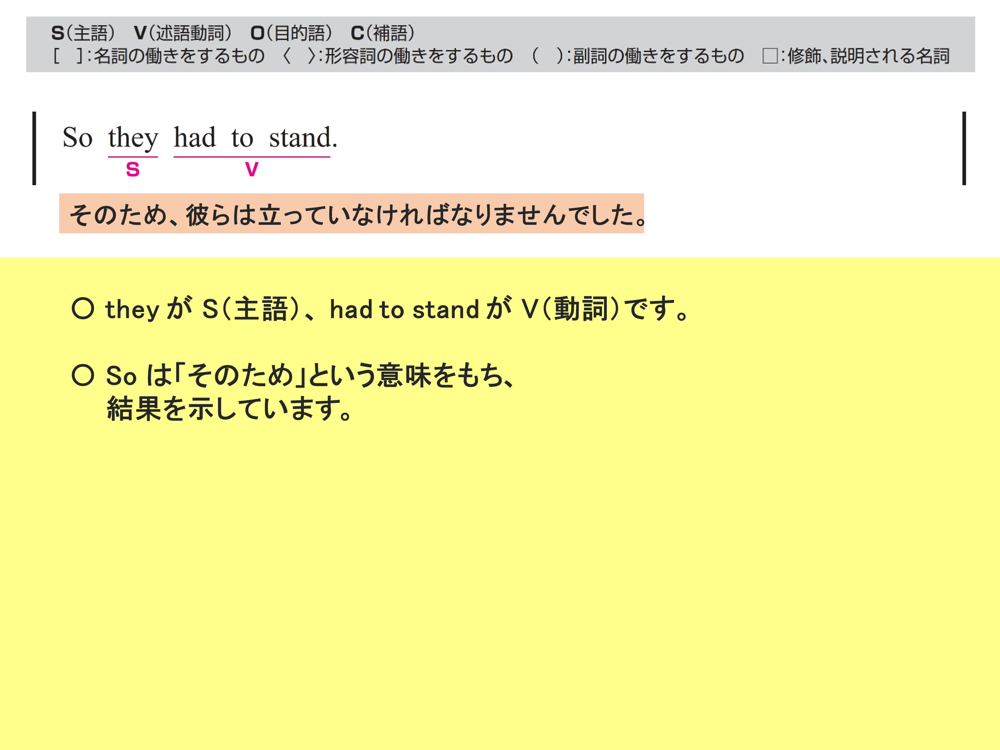 S（主語）　V（述語動詞）　O（目的語）　C（補語）
［　］：名詞の働きをするもの　〈　〉：形容詞の働きをするもの　（　）：副詞の働きをするもの　□：修飾、説明される名詞
So they had to stand.
S V
そのため、彼らは立っていなければなりませんでした。
○ they が S（主語）、had to stand が V（動詞）です。
○ So は「そのため」という意味をもち、
結果を示しています。